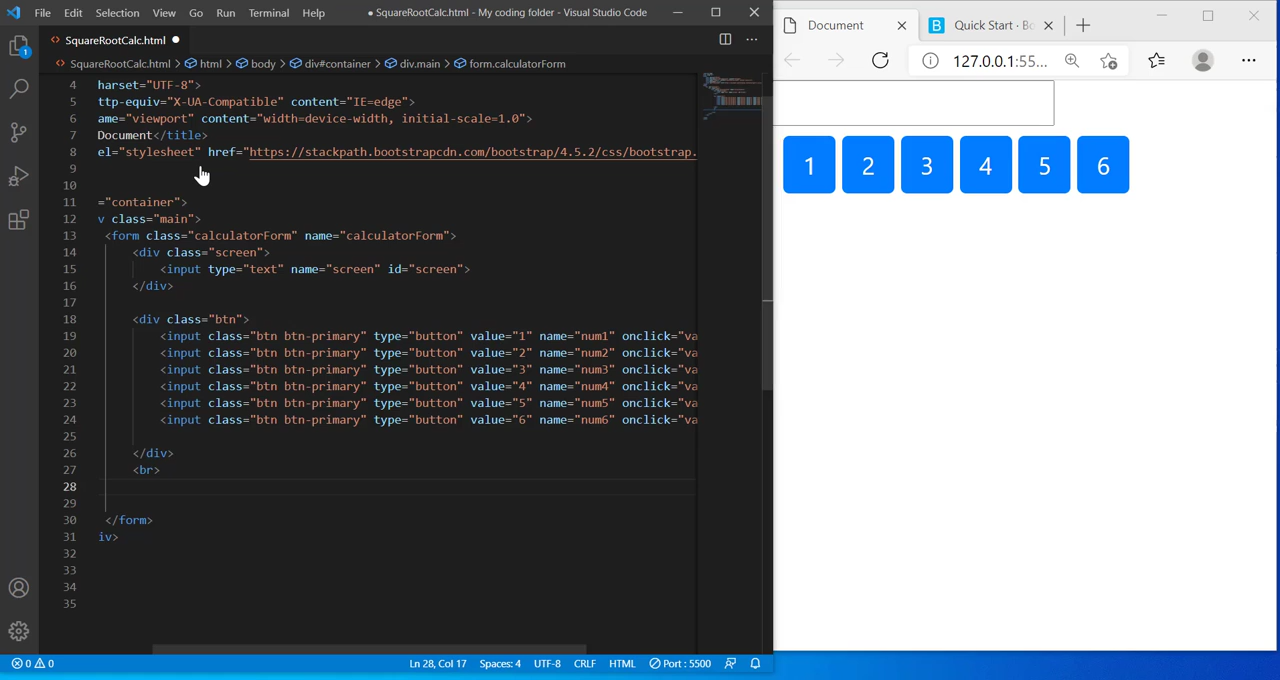 File Edit Selection View Go Run Terminal Help ● SquareRootCalc.html - My coding folder - Visual Studio Code
SquareRootCalc.html
SquareRootCalc.html > html > body > div#container > div.main > form.calculatorForm
4 harset="UTF-8">
5 ttp-equiv="X-UA-Compatible" content="IE=edge">
6 ame="viewport" content="width=device-width, initial-scale=1.0">
7 Document</title>
8 el="stylesheet" href="https://stackpath.bootstrapcdn.com/bootstrap/4.5.2/css/bootstrap.
9
10
11 ="container">
12 v class="main">
13 <form class="calculatorForm" name="calculatorForm">
14 <div class="screen">
15 <input type="text" name="screen" id="screen">
16 </div>
17
18 <div class="btn">
19 <input class="btn btn-primary" type="button" value="1" name="num1" onclick="va
20 <input class="btn btn-primary" type="button" value="2" name="num2" onclick="va
21 <input class="btn btn-primary" type="button" value="3" name="num3" onclick="va
22 <input class="btn btn-primary" type="button" value="4" name="num4" onclick="va
23 <input class="btn btn-primary" type="button" value="5" name="num5" onclick="va
24 <input class="btn btn-primary" type="button" value="6" name="num6" onclick="va
25
26 </div>
27 <br>
28
29
30 </form>
31 iv>
32
33
34
35
1
0 0 Ln 28, Col 17 Spaces: 4 UTF-8 CRLF HTML Port : 5500
Document B Quick Start · Bo
127.0.0.1:55...
1 2 3 4 5 6